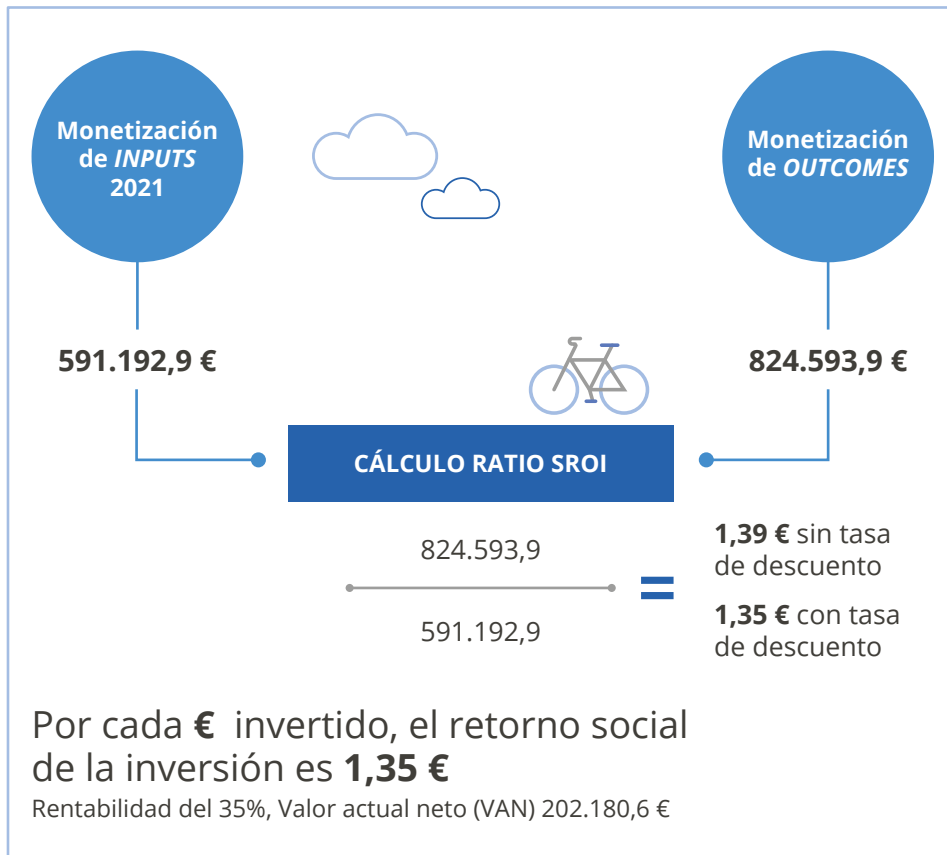 Monetización
de INPUTS
2021
Monetización
de OUTCOMES
591.192,9 €
824.593,9 €
CÁLCULO RATIO SROI
824.593,9
591.192,9
=
1,39 € sin tasa
de descuento
1,35 € con tasa
de descuento
Por cada € invertido, el retorno social
de la inversión es 1,35 €
Rentabilidad del 35%, Valor actual neto (VAN) 202.180,6 €